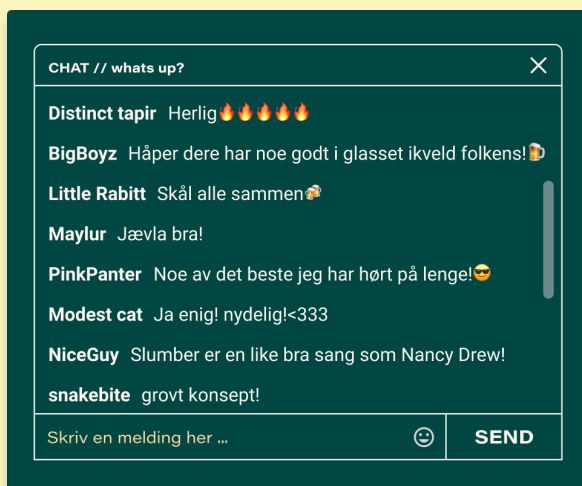 CHAT // whats up?
Distinct tapir Herlig🔥🔥🔥🔥🔥
BigBoyz Håper dere har noe godt i glasset ikveld folkens!🍺
Little Rabitt Skål alle sammen🍻
Maylur Jævla bra!
PinkPanter Noe av det beste jeg har hørt på lenge!😎
Modest cat Ja enig! nydelig!<333
NiceGuy Slumber er en like bra sang som Nancy Drew!
snakebite grovt konsept!
Skriv en melding her ... SEND